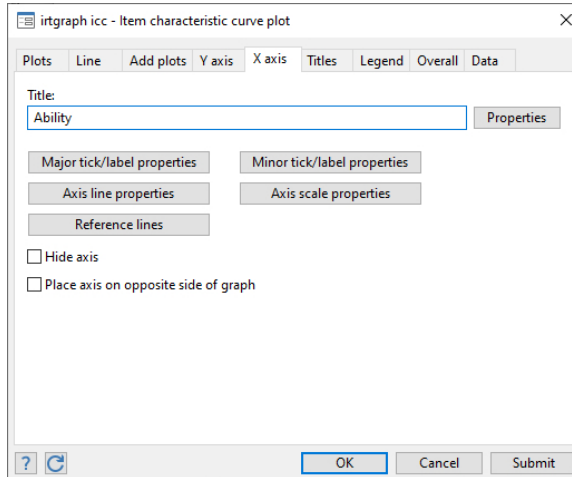 irtgraph icc - Item characteristic curve plot
Plots Line Add plots Y axis X axis Titles Legend Overall Data
Title:
Ability Properties
Major tick/label properties Minor tick/label properties
Axis line properties Axis scale properties
Reference lines
Hide axis
Place axis on opposite side of graph
? OK Cancel Submit